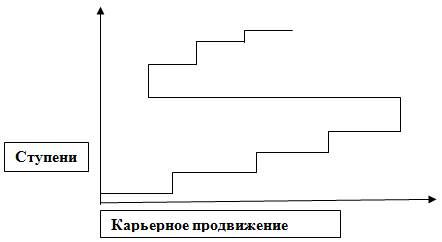 Ступени
Карьерное продвижение